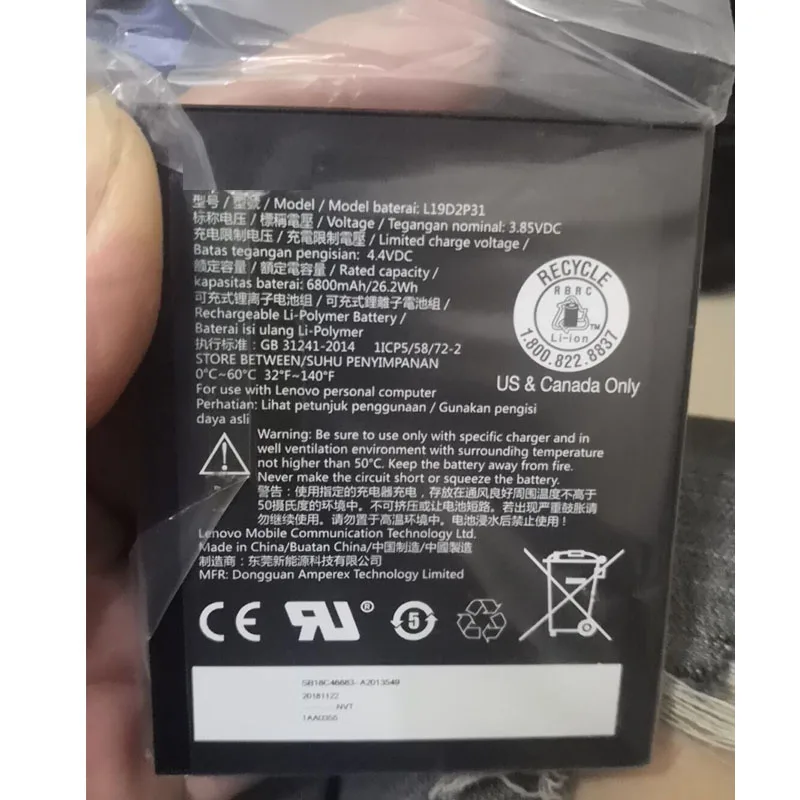 型号 / 型號 / Model / Model baterai: L19D2P31
标称电压 / 標稱電壓 / Voltage / Tegangan nominal: 3.85VDC
充电限制电压 / 充電限制電壓 / Limited charge voltage /
Batas tegangan pengisian: 4.4VDC
额定容量 / 額定電容量 / Rated capacity /
kapasitas baterai: 6800mAh/26.2Wh
可充式锂离子电池组 / 可充式鋰離子電池組 /
Rechargeable Li-Polymer Battery /
Baterai isi ulang Li-Polymer
执行标准: GB 31241-2014 1ICP5/58/72-2
STORE BETWEEN/SUHU PENYIMPANAN
0°C~60°C 32°F~140°F
For use with Lenovo personal computer
Perhatian: Lihat petunjuk penggunaan / Gunakan pengisi
daya asli
RECYCLE
RBRC
Li-ion
TM
1.800.822.8837
US & Canada Only
Warning: Be sure to use only with specific charger and in
well ventilation environment with surrounding temperature
not higher than 50°C. Keep the battery away from fire.
Never make the circuit short or squeeze the battery.
警告: 使用指定的充电器充电, 存放在通风良好周围温度不高于
50摄氏度的环境中。不可挤压或让电池短路。若出现严重鼓胀请
勿继续使用。请勿置于高温环境中。电池浸水后禁止使用!
Lenovo Mobile Communication Technology Ltd.
Made in China/Buatan China/中国制造/中國製造
制造商: 东莞新能源科技有限公司
MFR: Dongguan Amperex Technology Limited
CE RU ® 5
SB18C46683-A2013549
20181122
NVT
1AA0356